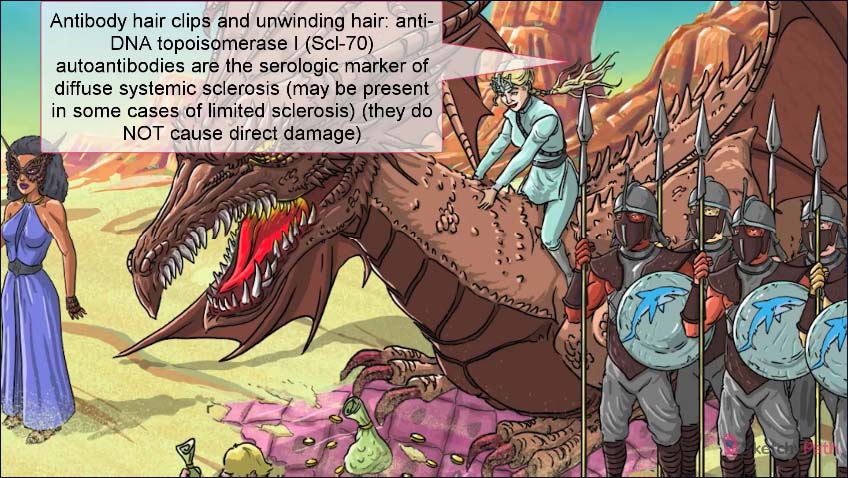 Antibody hair clips and unwinding hair: anti-
DNA topoisomerase I (Scl-70)
autoantibodies are the serologic marker of
diffuse systemic sclerosis (may be present
in some cases of limited sclerosis) (they do
NOT cause direct damage)
SketchyPath